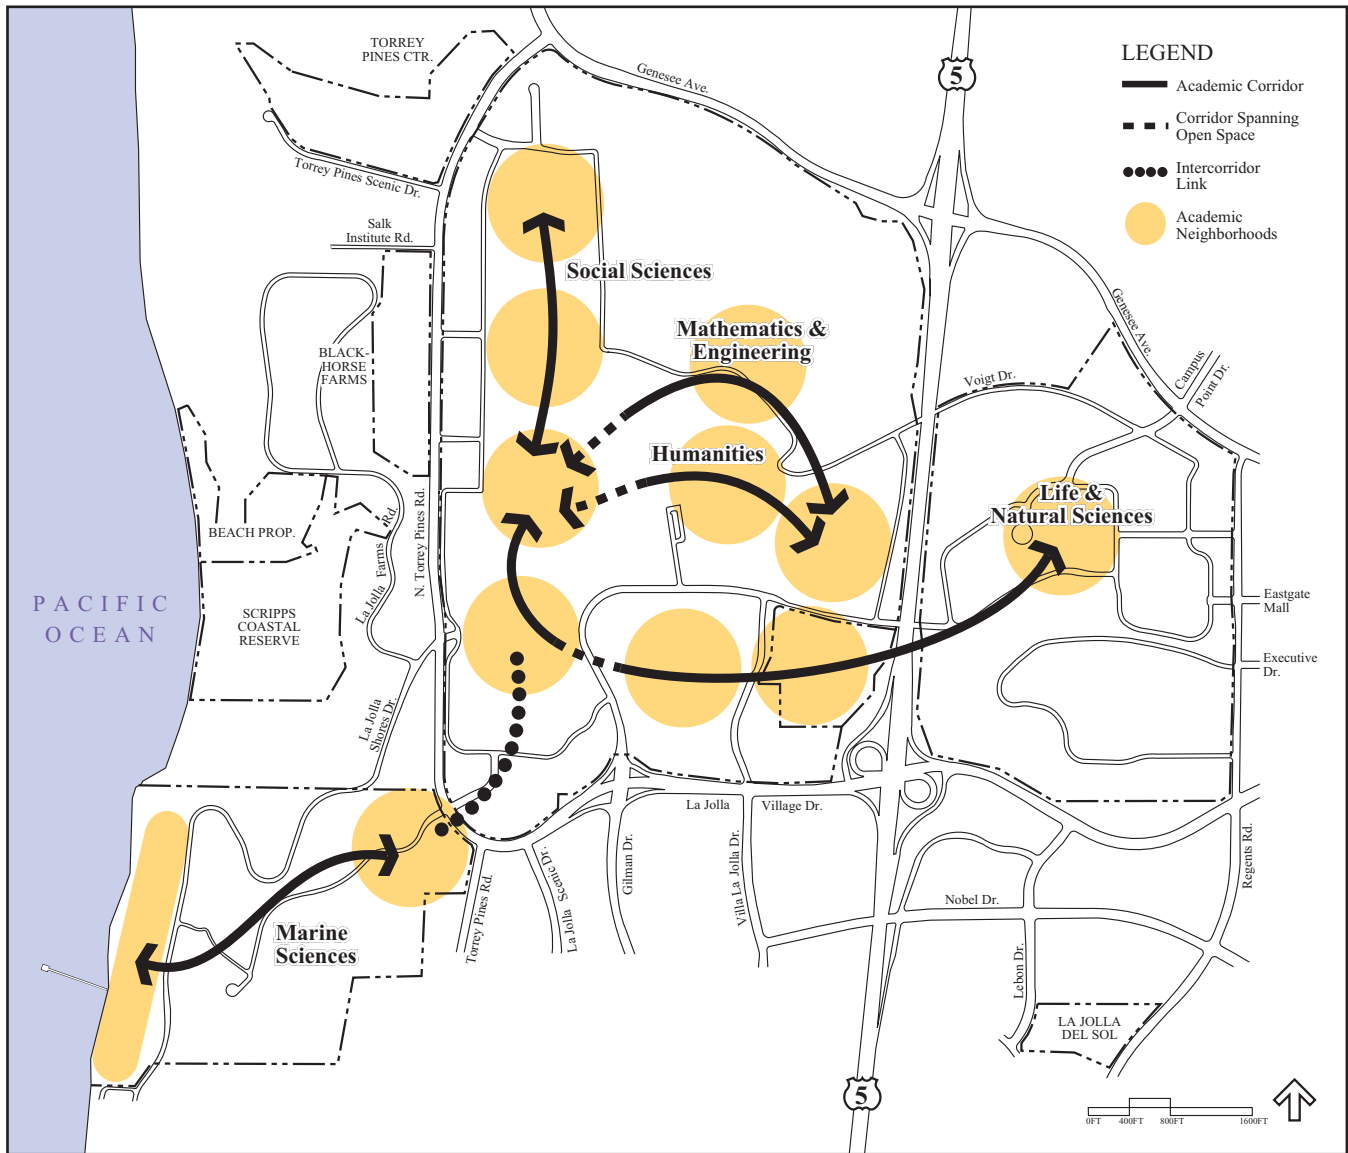 TORREY
PINES CTR.
Genesee Ave.
5
LEGEND
Academic Corridor
Corridor Spanning
Open Space
Intercorridor
Link
Academic
Neighborhoods
Torrey Pines Scenic Dr.
Salk
Institute Rd.
Social Sciences
Mathematics &
Engineering
Genesee Ave.
BLACK-
HORSE
FARMS
Voigt Dr.
Campus
Point Dr.
Humanities
Life &
Natural Sciences
BEACH PROP.
La Jolla Farms Rd.
N. Torrey Pines Rd.
PACIFIC
OCEAN
SCRIPPS
COASTAL
RESERVE
Eastgate
Mall
Executive
Dr.
La Jolla
Shores Dr.
La Jolla Village Dr.
Torrey Pines Rd.
La Jolla Scenic Dr.
Gilman Dr.
Villa La Jolla Dr.
Nobel Dr.
Regents Rd.
Marine
Sciences
Lebon Dr.
LA JOLLA
DEL SOL
5
0FT 400FT 800FT 1600FT